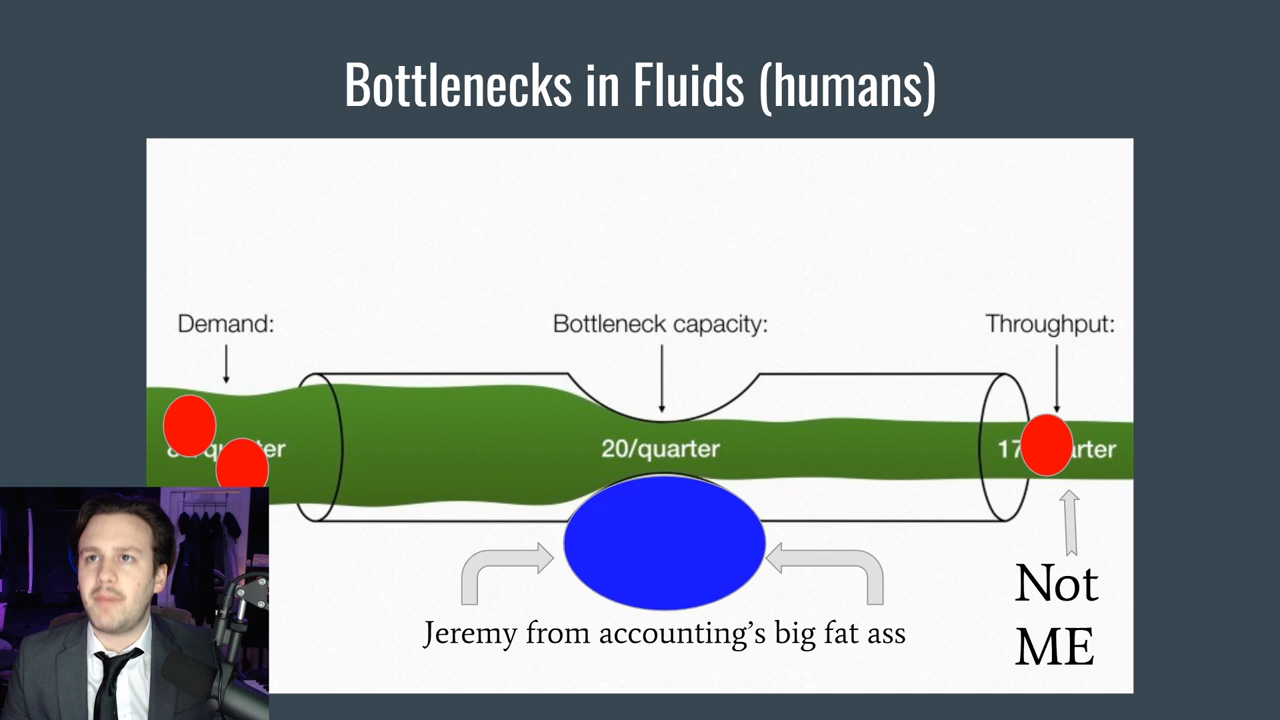 Bottlenecks in Fluids (humans)
Demand:
Bottleneck capacity:
Throughput:
20/quarter
Jeremy from accounting's big fat ass
Not
ME